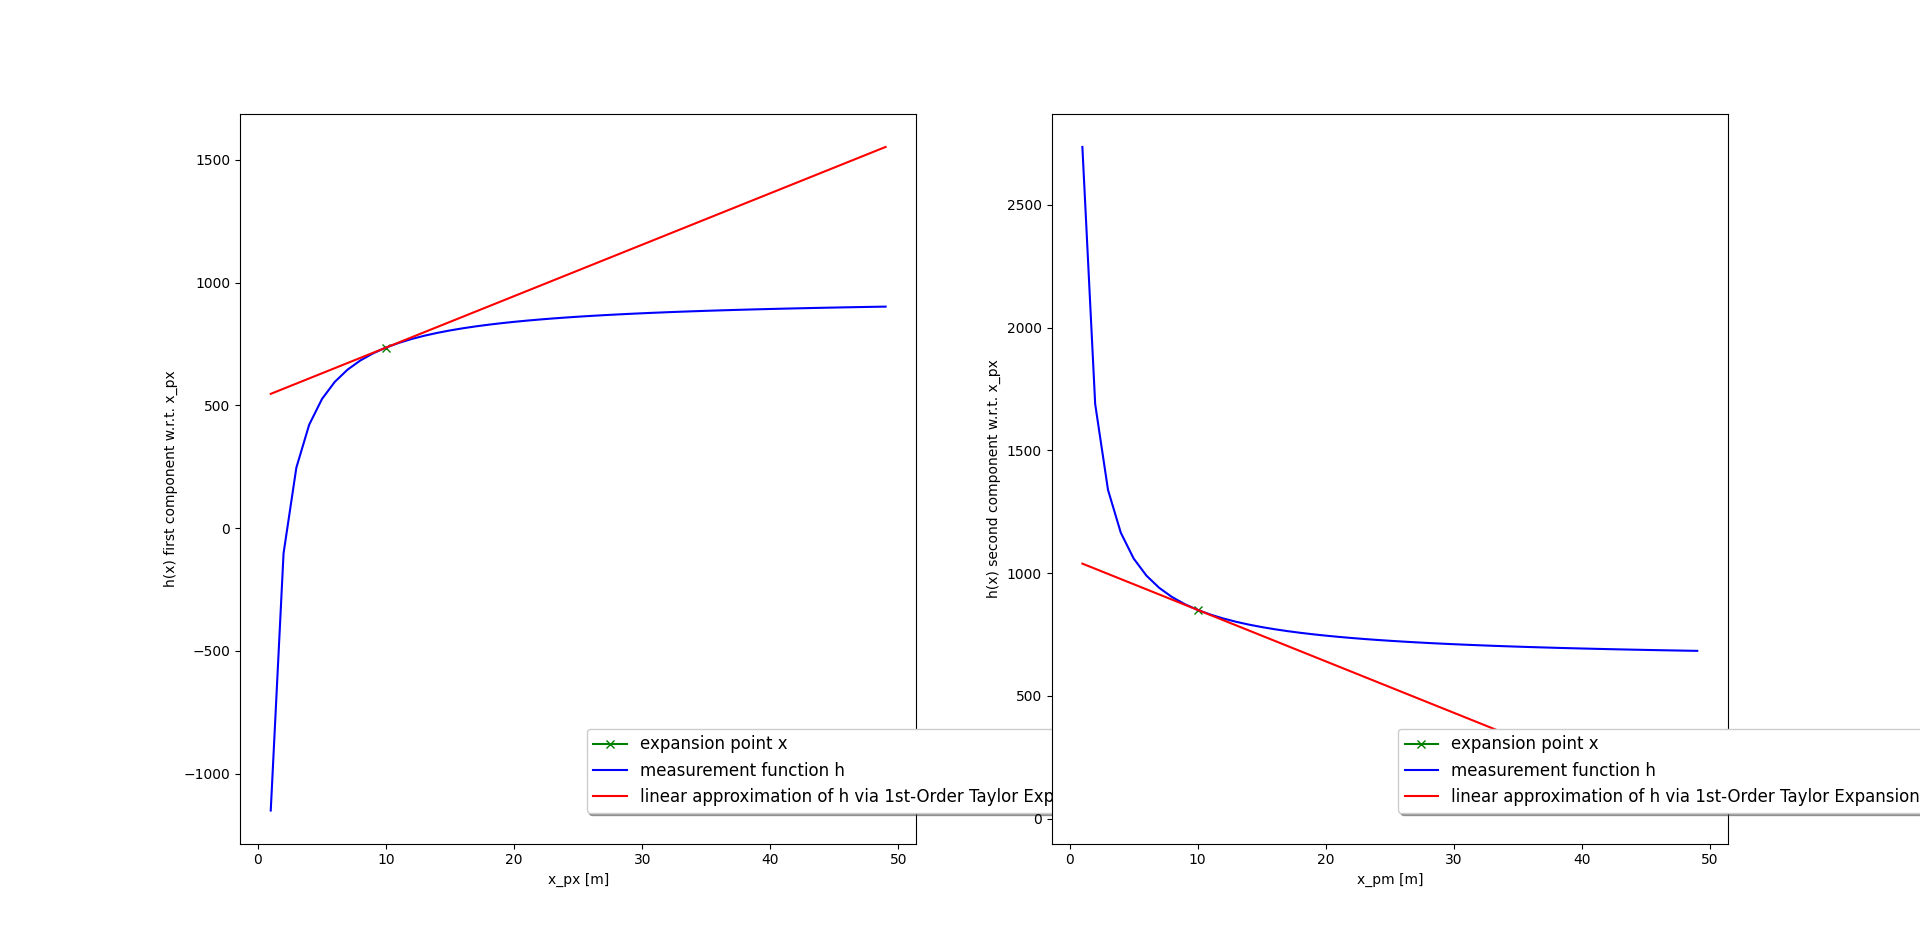 1500
1000
500
0
−500
−1000
h(x) first component w.r.t. x_px
0
10
20
30
40
50
x_px [m]
expansion point x
measurement function h
linear approximation of h via 1st-Order Taylor Exp
2500
2000
1500
1000
500
0
h(x) second component w.r.t. x_px
0
10
20
30
40
50
x_pm [m]
expansion point x
measurement function h
linear approximation of h via 1st-Order Taylor Expansion